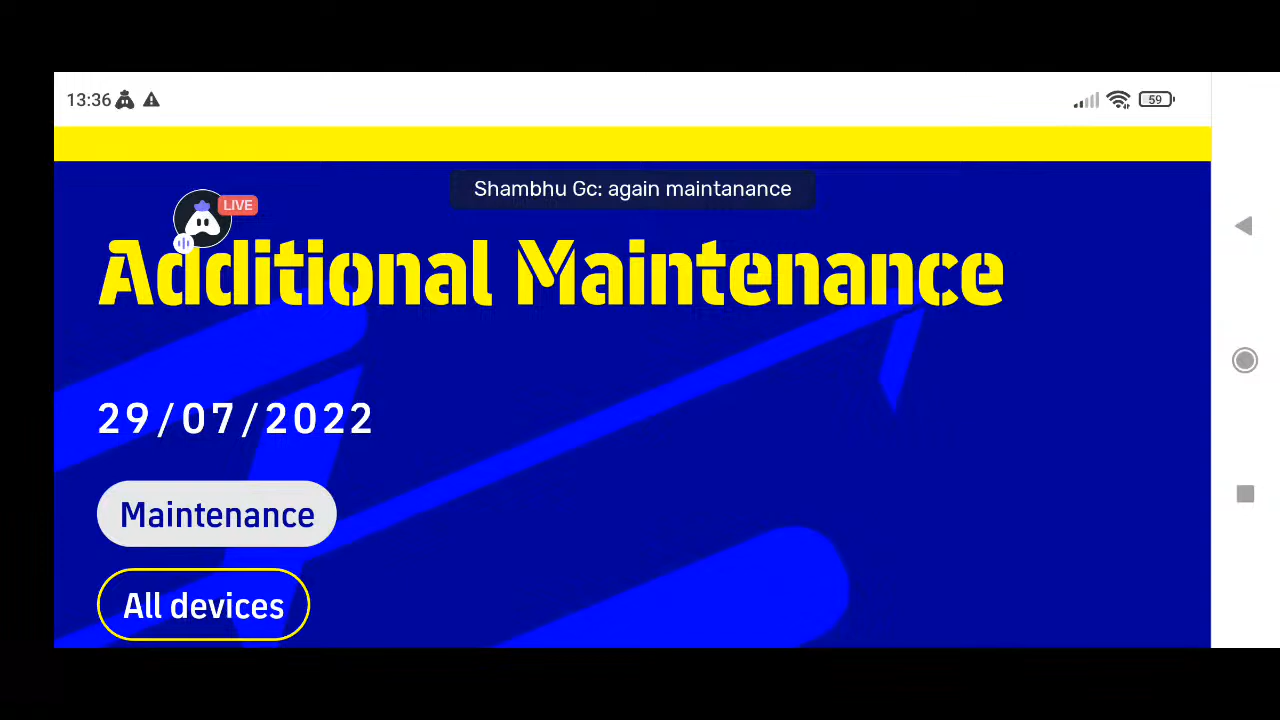 13:36
59
Shambhu Gc: again maintanance
LIVE
Additional Maintenance
29/07/2022
Maintenance
All devices